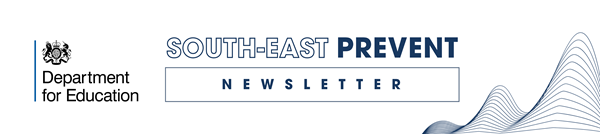 Department
for Education
SOUTH-EAST PREVENT
NEWSLETTER